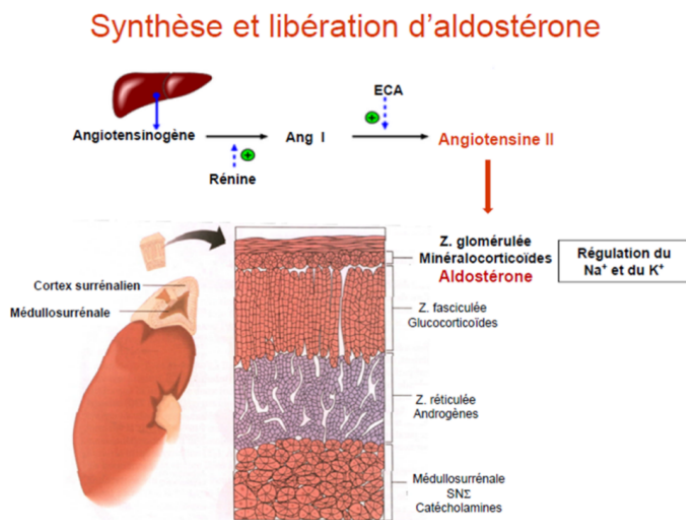 Synthèse et libération d'aldostérone
ECA
Angiotensinogène
Ang I
Angiotensine II
Rénine
Z. glomérulée
Minéralocorticoïdes
Aldostérone
Régulation du
Na⁺ et du K⁺
Cortex surrénalien
Médullosurrénale
Z. fasciculée
Glucocorticoïdes
Z. réticulée
Androgènes
Médullosurrénale
SNΣ
Catécholamines